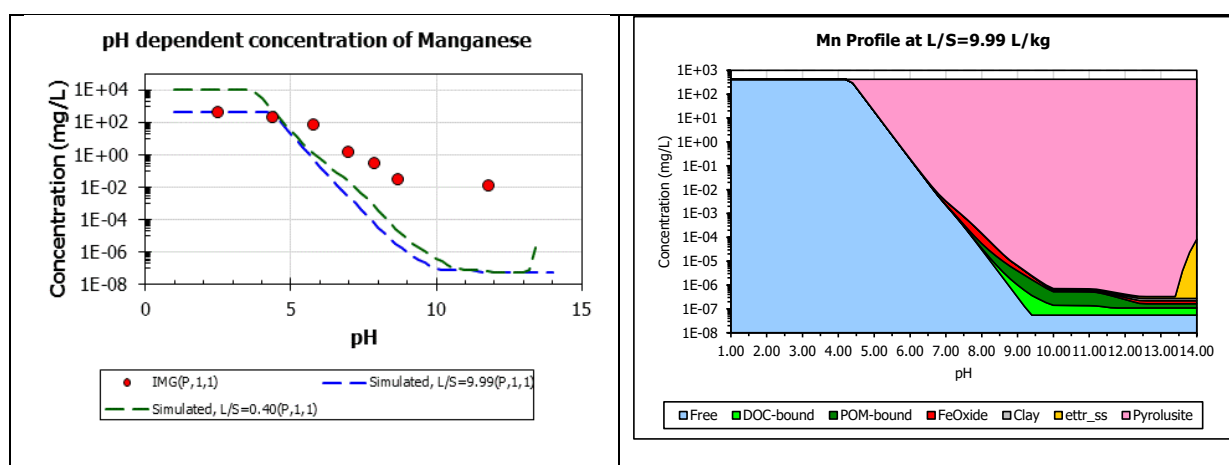 pH dependent concentration of Manganese
Concentration (mg/L)
1E+04
1E+02
1E+00
1E-02
1E-04
1E-06
1E-08
0 5 10 15
pH
IMG(P,1,1) Simulated, L/S=9.99(P,1,1)
Simulated, L/S=0.40(P,1,1)
Mn Profile at L/S=9.99 L/kg
Concentration (mg/L)
1E+03
1E+02
1E+01
1E+00
1E-01
1E-02
1E-03
1E-04
1E-05
1E-06
1E-07
1E-08
1.00 2.00 3.00 4.00 5.00 6.00 7.00 8.00 9.00 10.00 11.00 12.00 13.00 14.00
pH
Free DOC-bound POM-bound FeOxide Clay ettr_ss Pyrolusite